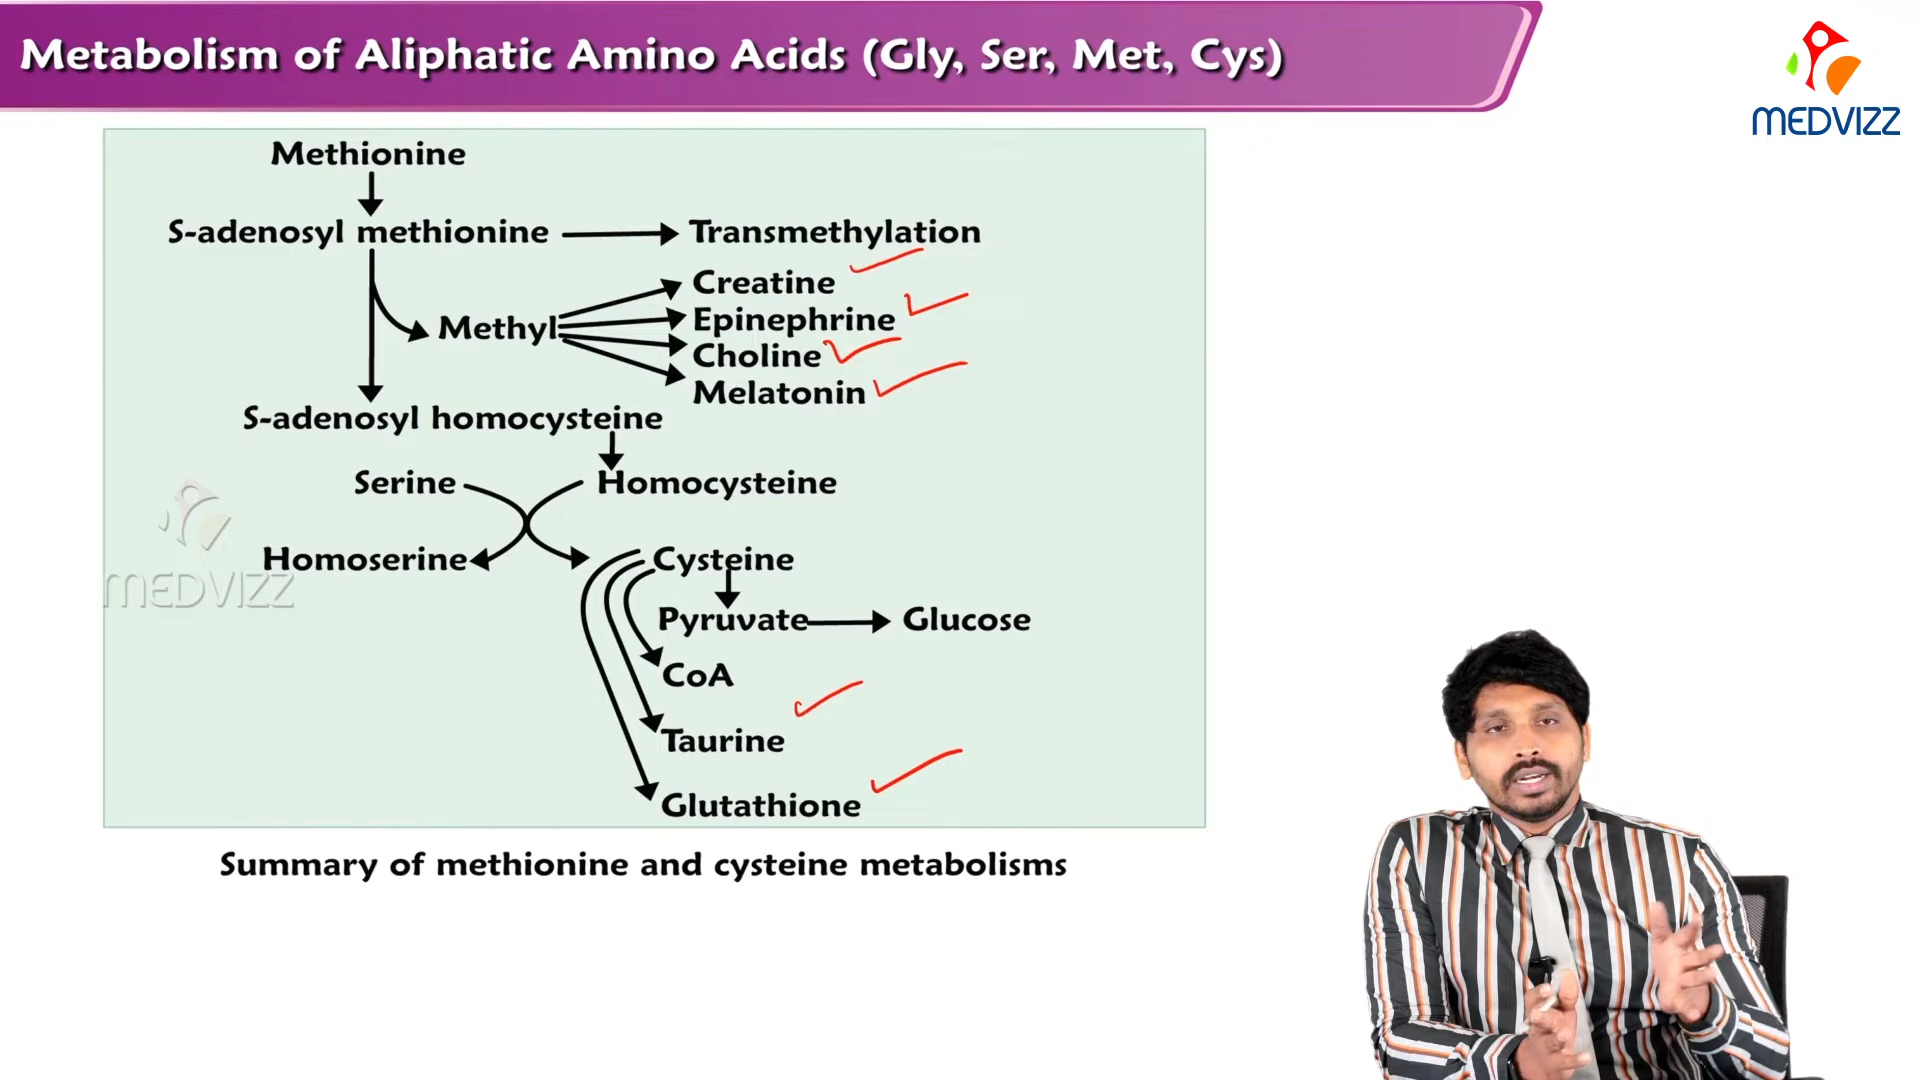 Metabolism of Aliphatic Amino Acids (Gly, Ser, Met, Cys)
MEDVIZZ
Methionine
S-adenosyl methionine
Transmethylation
Creatine
Methyl
Epinephrine
Choline
Melatonin
S-adenosyl homocysteine
Serine
Homocysteine
Homoserine
Cysteine
MEDVIZZ
Pyruvate
Glucose
CoA
Taurine
Glutathione
Summary of methionine and cysteine metabolisms